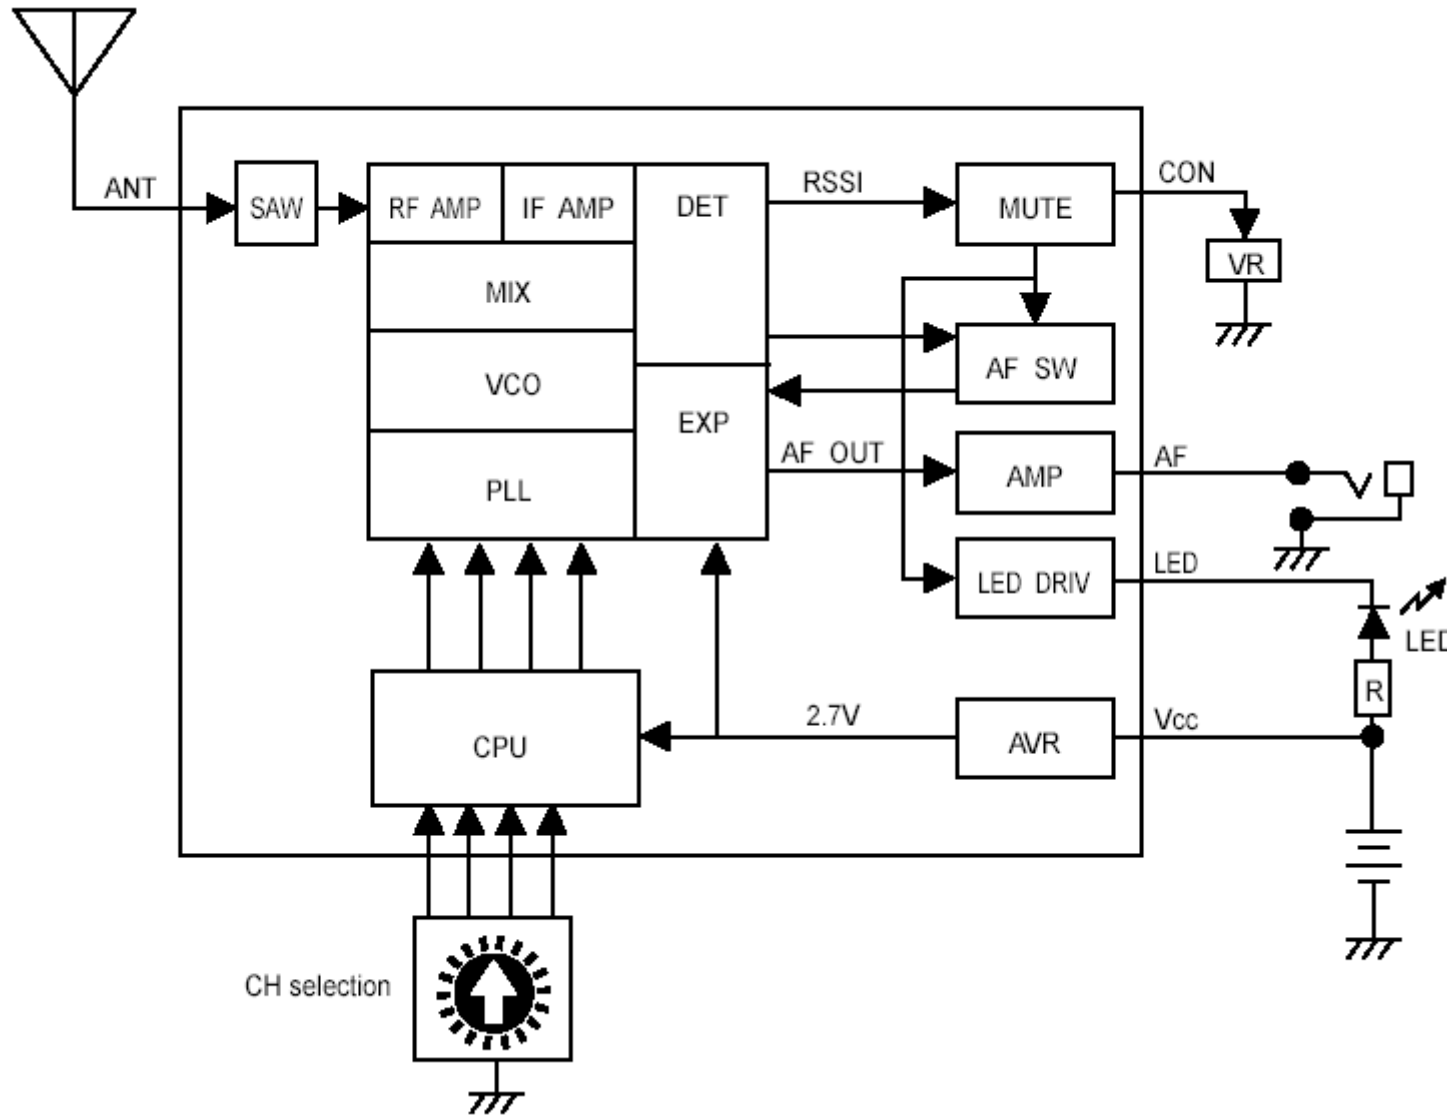 ANT
SAW
RF AMP
IF AMP
DET
RSSI
MUTE
CON
VR
MIX
VCO
AF SW
EXP
PLL
AF OUT
AMP
AF
LED DRIV
LED
LED
R
CPU
2.7V
AVR
Vcc
CH selection